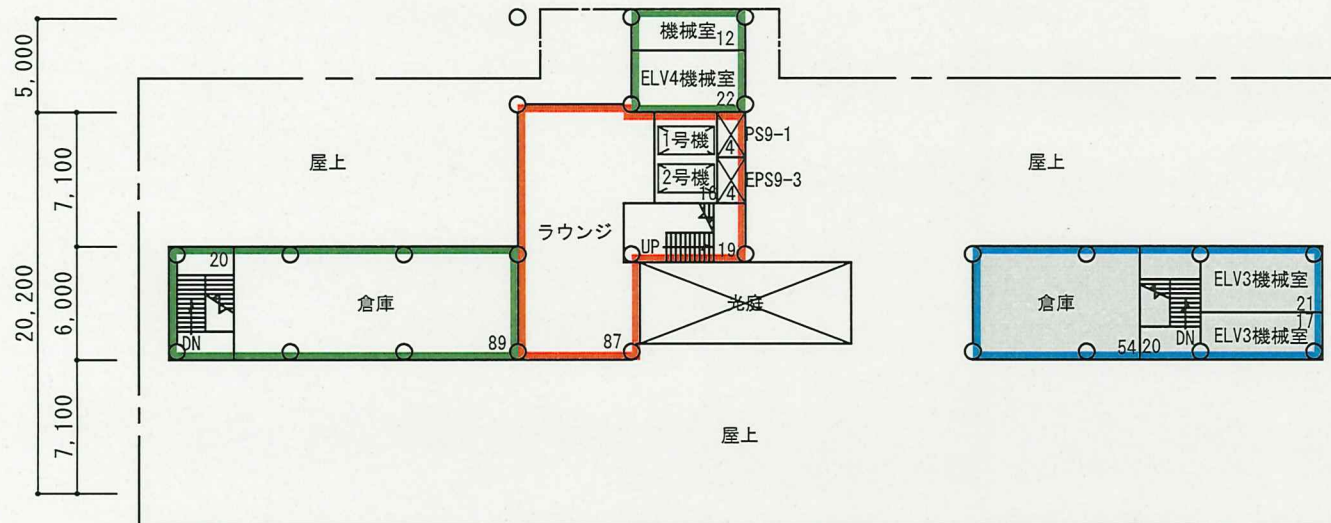 機械室 12
5,000
ELV4機械室
22
1号機
PS9-1
4
屋上
屋上
7,100
2号機
EPS9-3
16
4
ラウンジ
UP
19
20
20,200
6,000
倉庫
光庭
倉庫
ELV3機械室
21
17
DN
89
87
54
20
DN
ELV3機械室
7,100
屋上